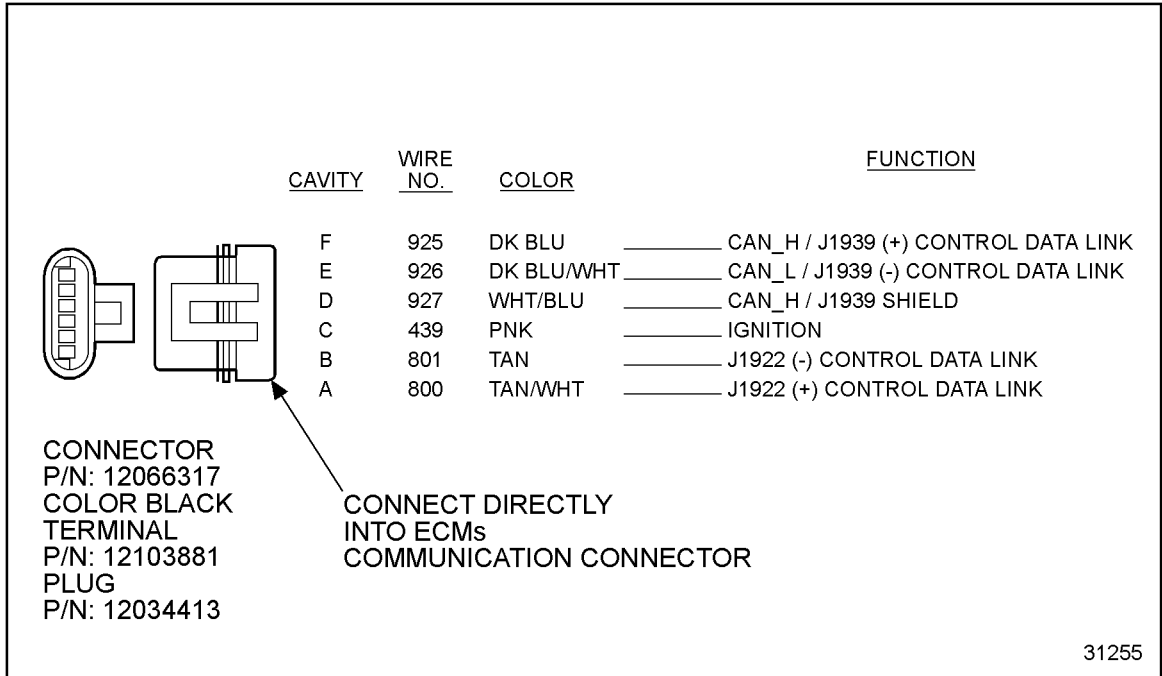 CAVITY WIRE NO. COLOR FUNCTION
F 925 DK BLU CAN_H / J1939 (+) CONTROL DATA LINK
E 926 DK BLU/WHT CAN_L / J1939 (-) CONTROL DATA LINK
D 927 WHT/BLU CAN_H / J1939 SHIELD
C 439 PNK IGNITION
B 801 TAN J1922 (-) CONTROL DATA LINK
A 800 TAN/WHT J1922 (+) CONTROL DATA LINK
CONNECTOR
P/N: 12066317
COLOR BLACK
TERMINAL
P/N: 12103881
PLUG
P/N: 12034413
CONNECT DIRECTLY
INTO ECMs
COMMUNICATION CONNECTOR
31255